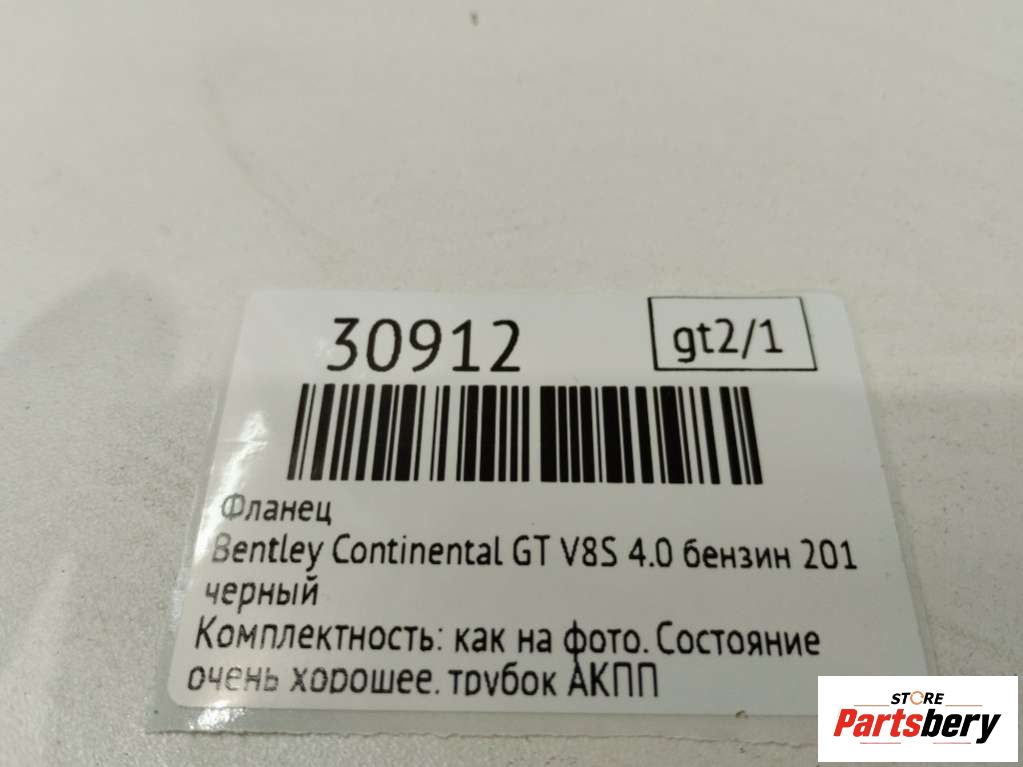 30912
gt2/1
Фланец
Bentley Continental GT V8S 4.0 бензин 201
черный
Комплектность: как на фото. Состояние
очень хорошее. трубок АКПП
STORE
Partsbery